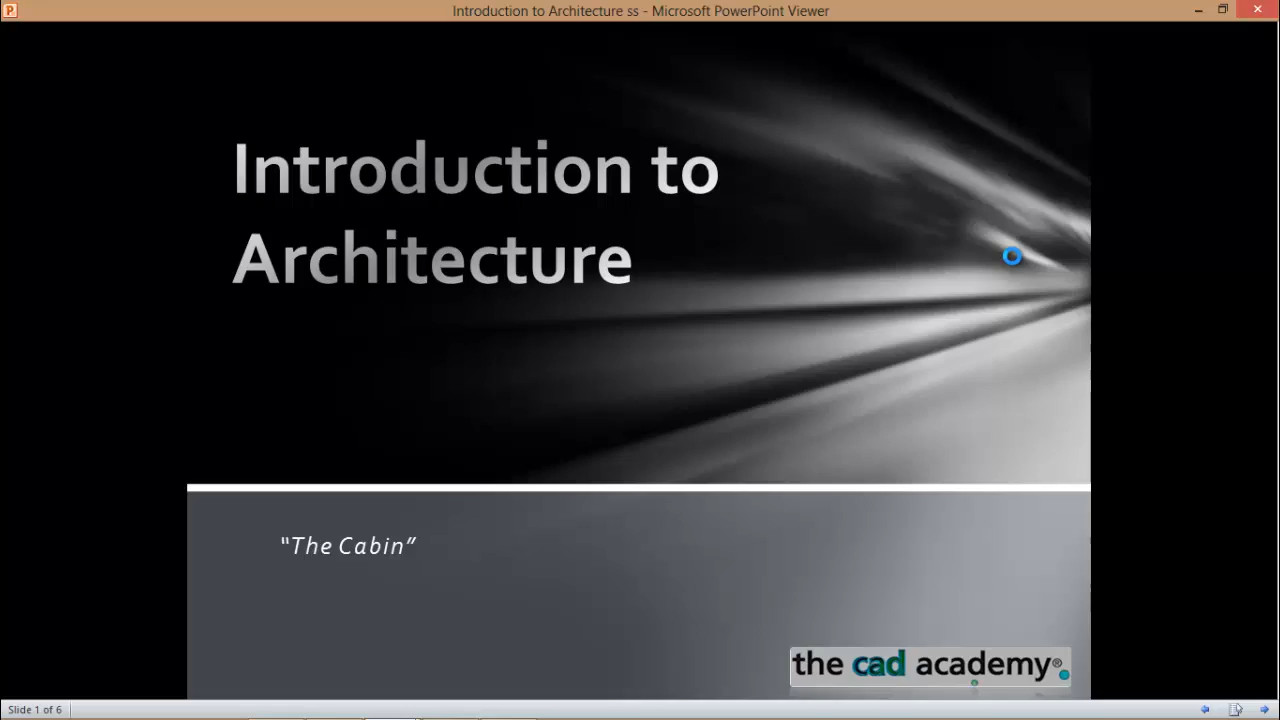 Introduction to Architecture ss - Microsoft PowerPoint Viewer
Introduction to
Architecture
“The Cabin”
the cad academy®
Slide 1 of 6